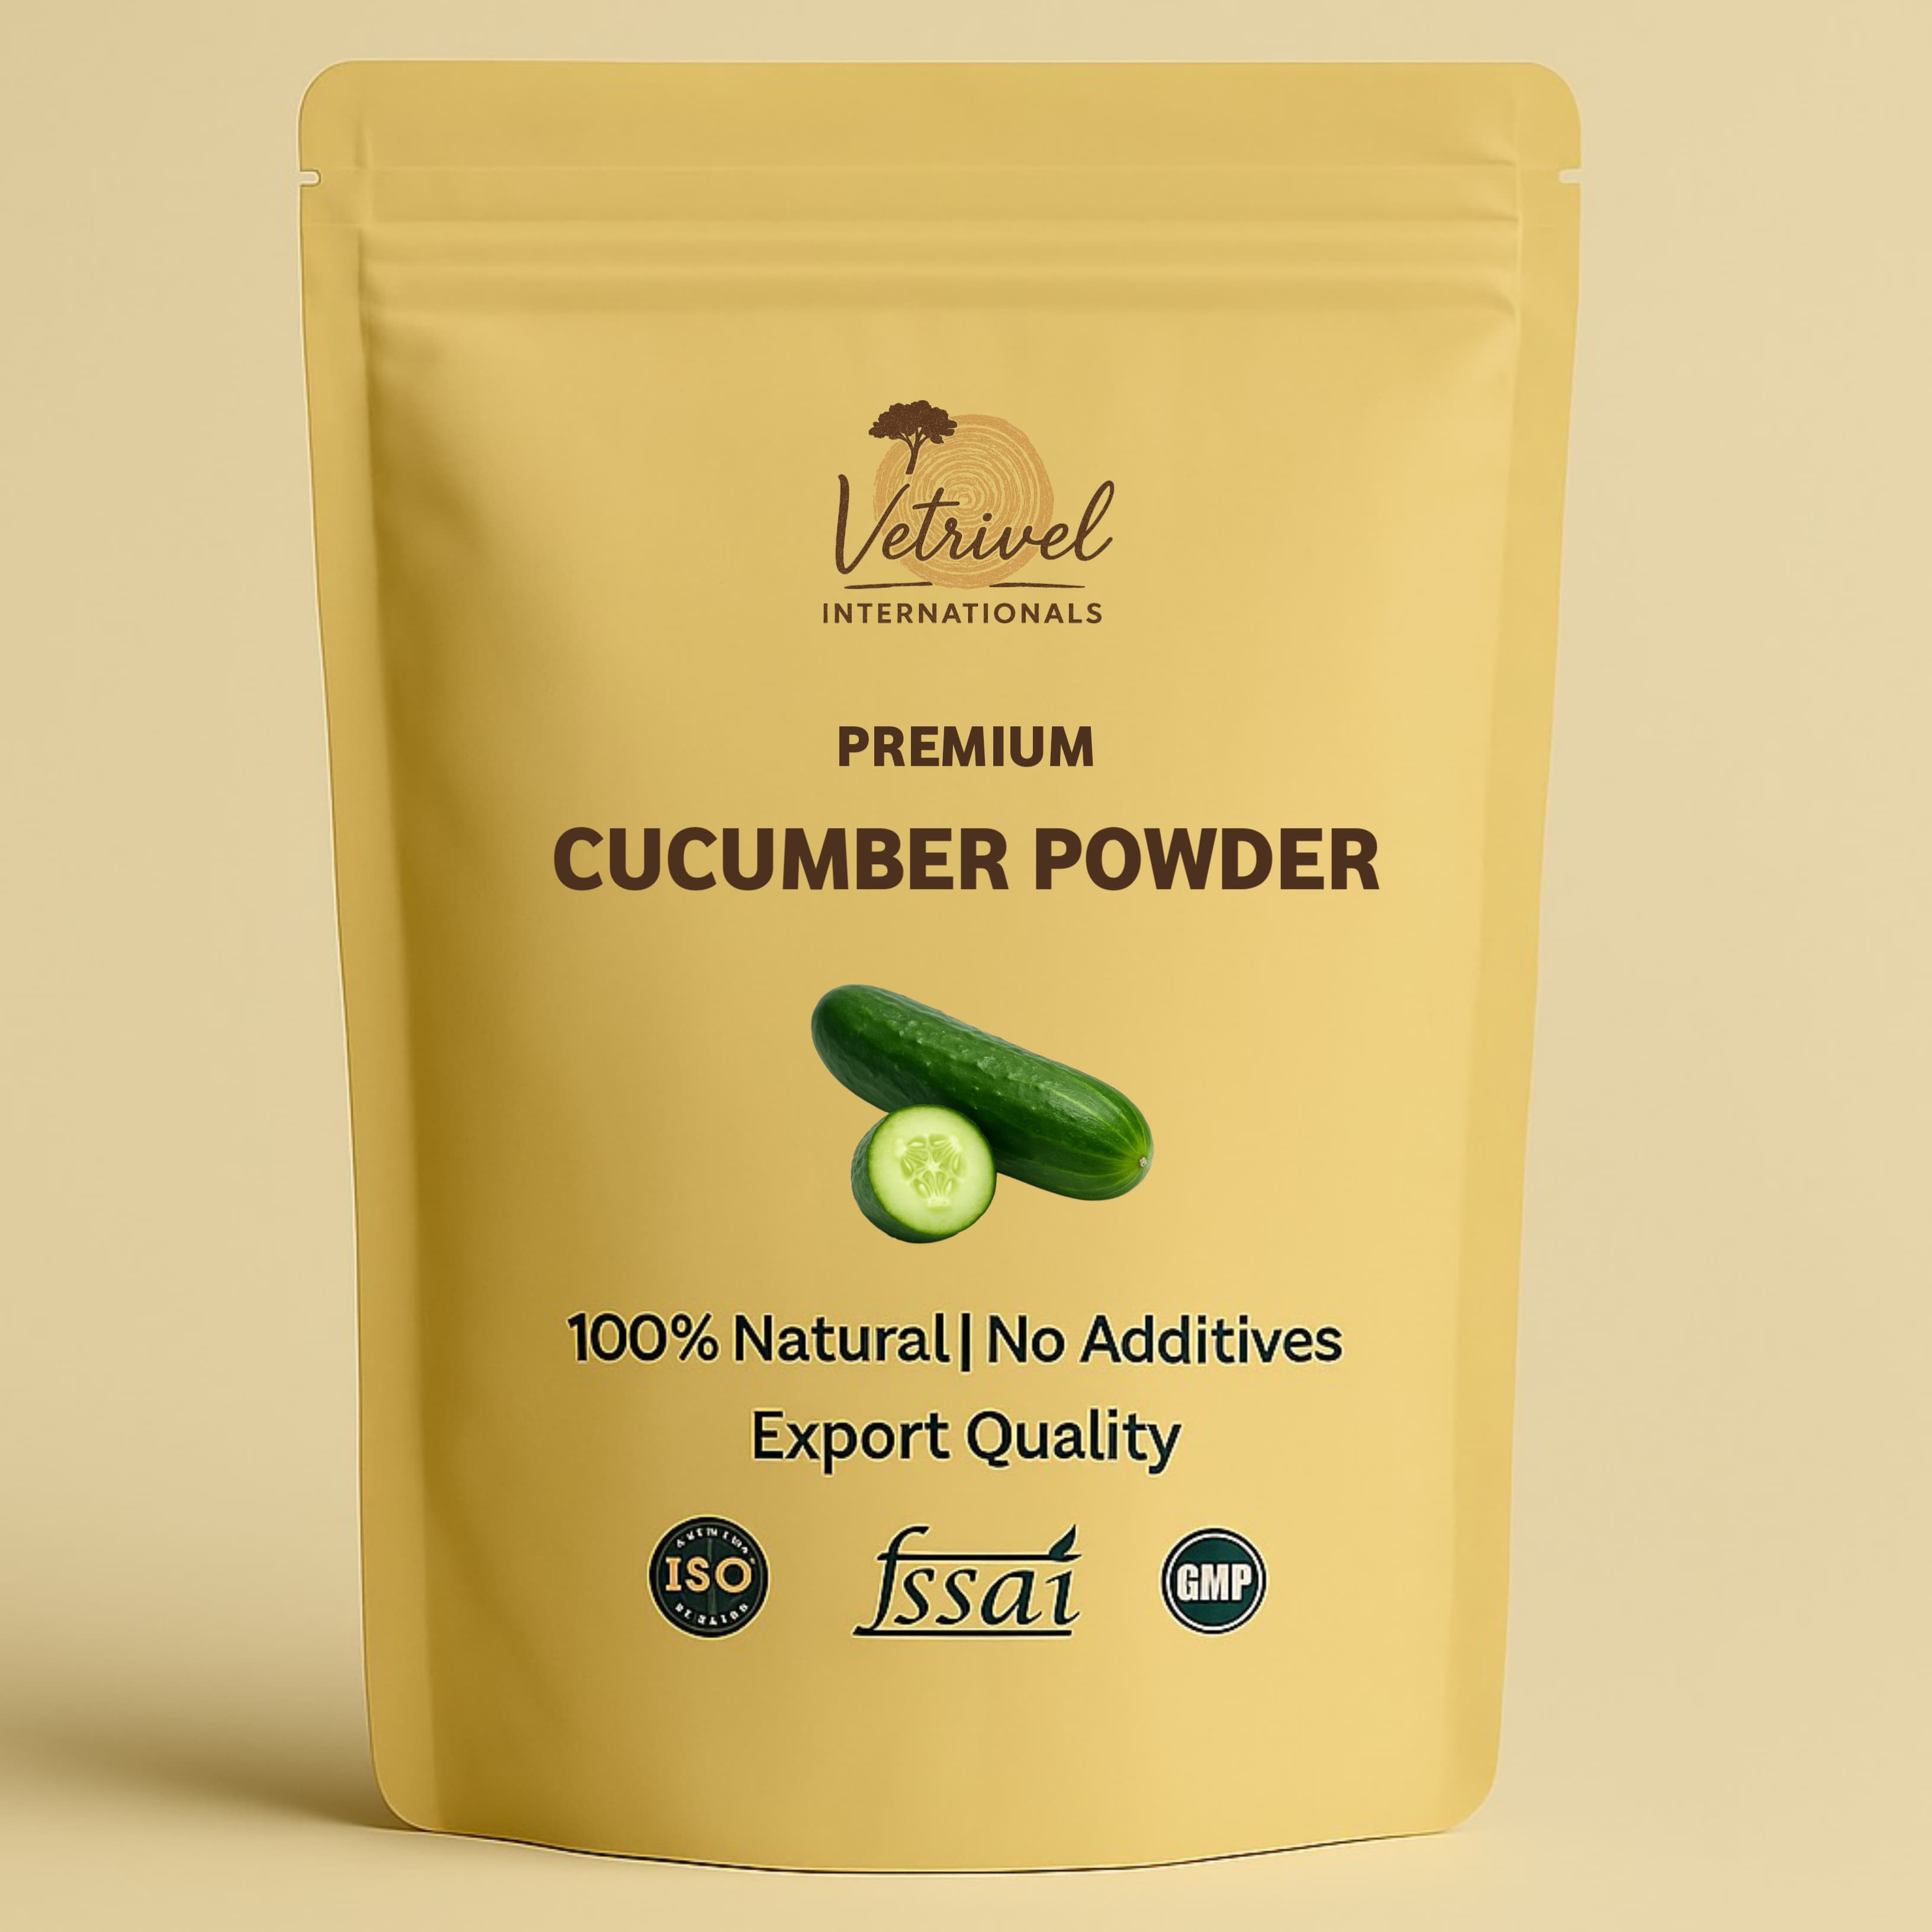 Vetrivel
INTERNATIONALS
PREMIUM
CUCUMBER POWDER
100% Natural | No Additives
Export Quality
ISO
fssai
GMP